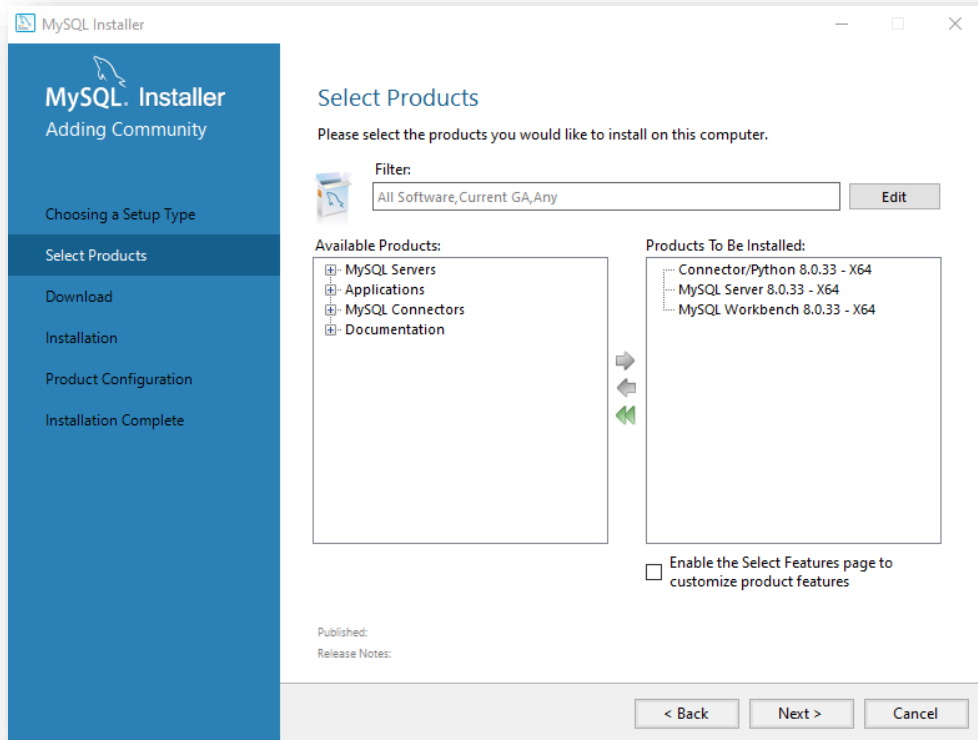 MySQL Installer
MySQL. Installer
Adding Community
Choosing a Setup Type
Select Products
Download
Installation
Product Configuration
Installation Complete
Select Products
Please select the products you would like to install on this computer.
Filter:
All Software,Current GA,Any
Edit
Available Products:
MySQL Servers
Applications
MySQL Connectors
Documentation
Products To Be Installed:
Connector/Python 8.0.33 - X64
MySQL Server 8.0.33 - X64
MySQL Workbench 8.0.33 - X64
Enable the Select Features page to
customize product features
Published:
Release Notes:
< Back
Next >
Cancel